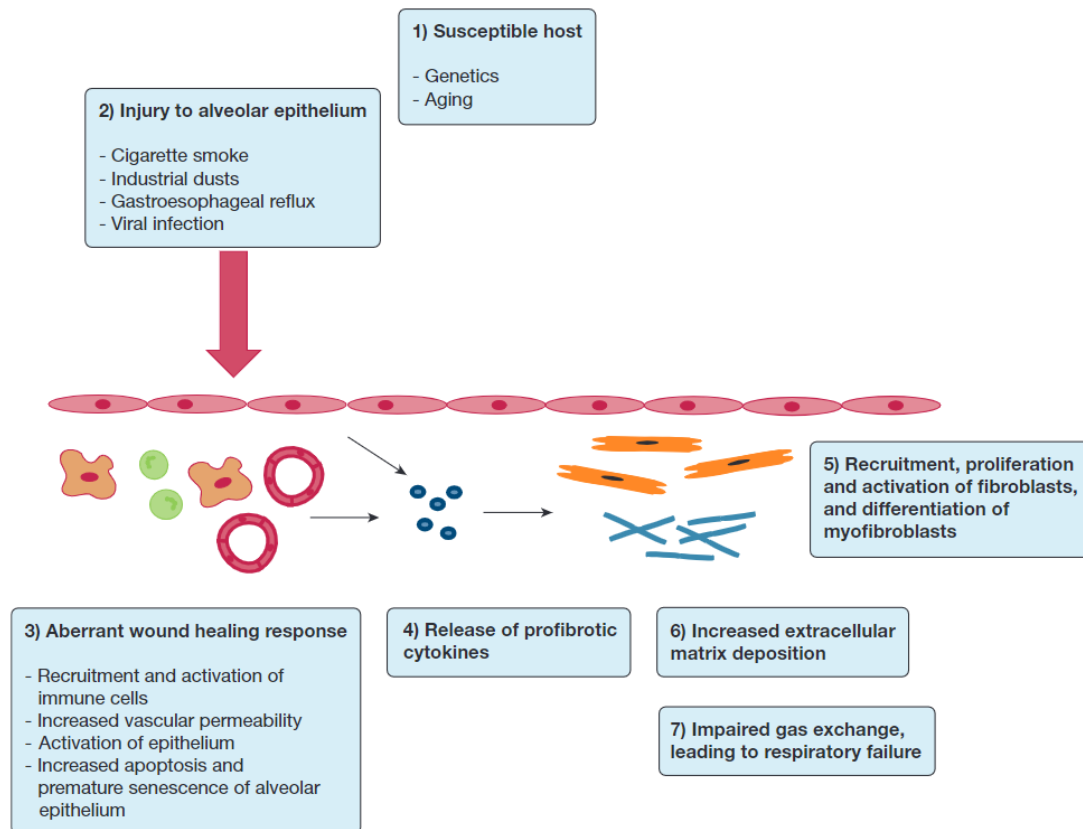 1) Susceptible host
- Genetics
- Aging
2) Injury to alveolar epithelium
- Cigarette smoke
- Industrial dusts
- Gastroesophageal reflux
- Viral infection
3) Aberrant wound healing response
- Recruitment and activation of
immune cells
- Increased vascular permeability
- Activation of epithelium
- Increased apoptosis and
premature senescence of alveolar
epithelium
4) Release of profibrotic
cytokines
5) Recruitment, proliferation
and activation of fibroblasts,
and differentiation of
myofibroblasts
6) Increased extracellular
matrix deposition
7) Impaired gas exchange,
leading to respiratory failure